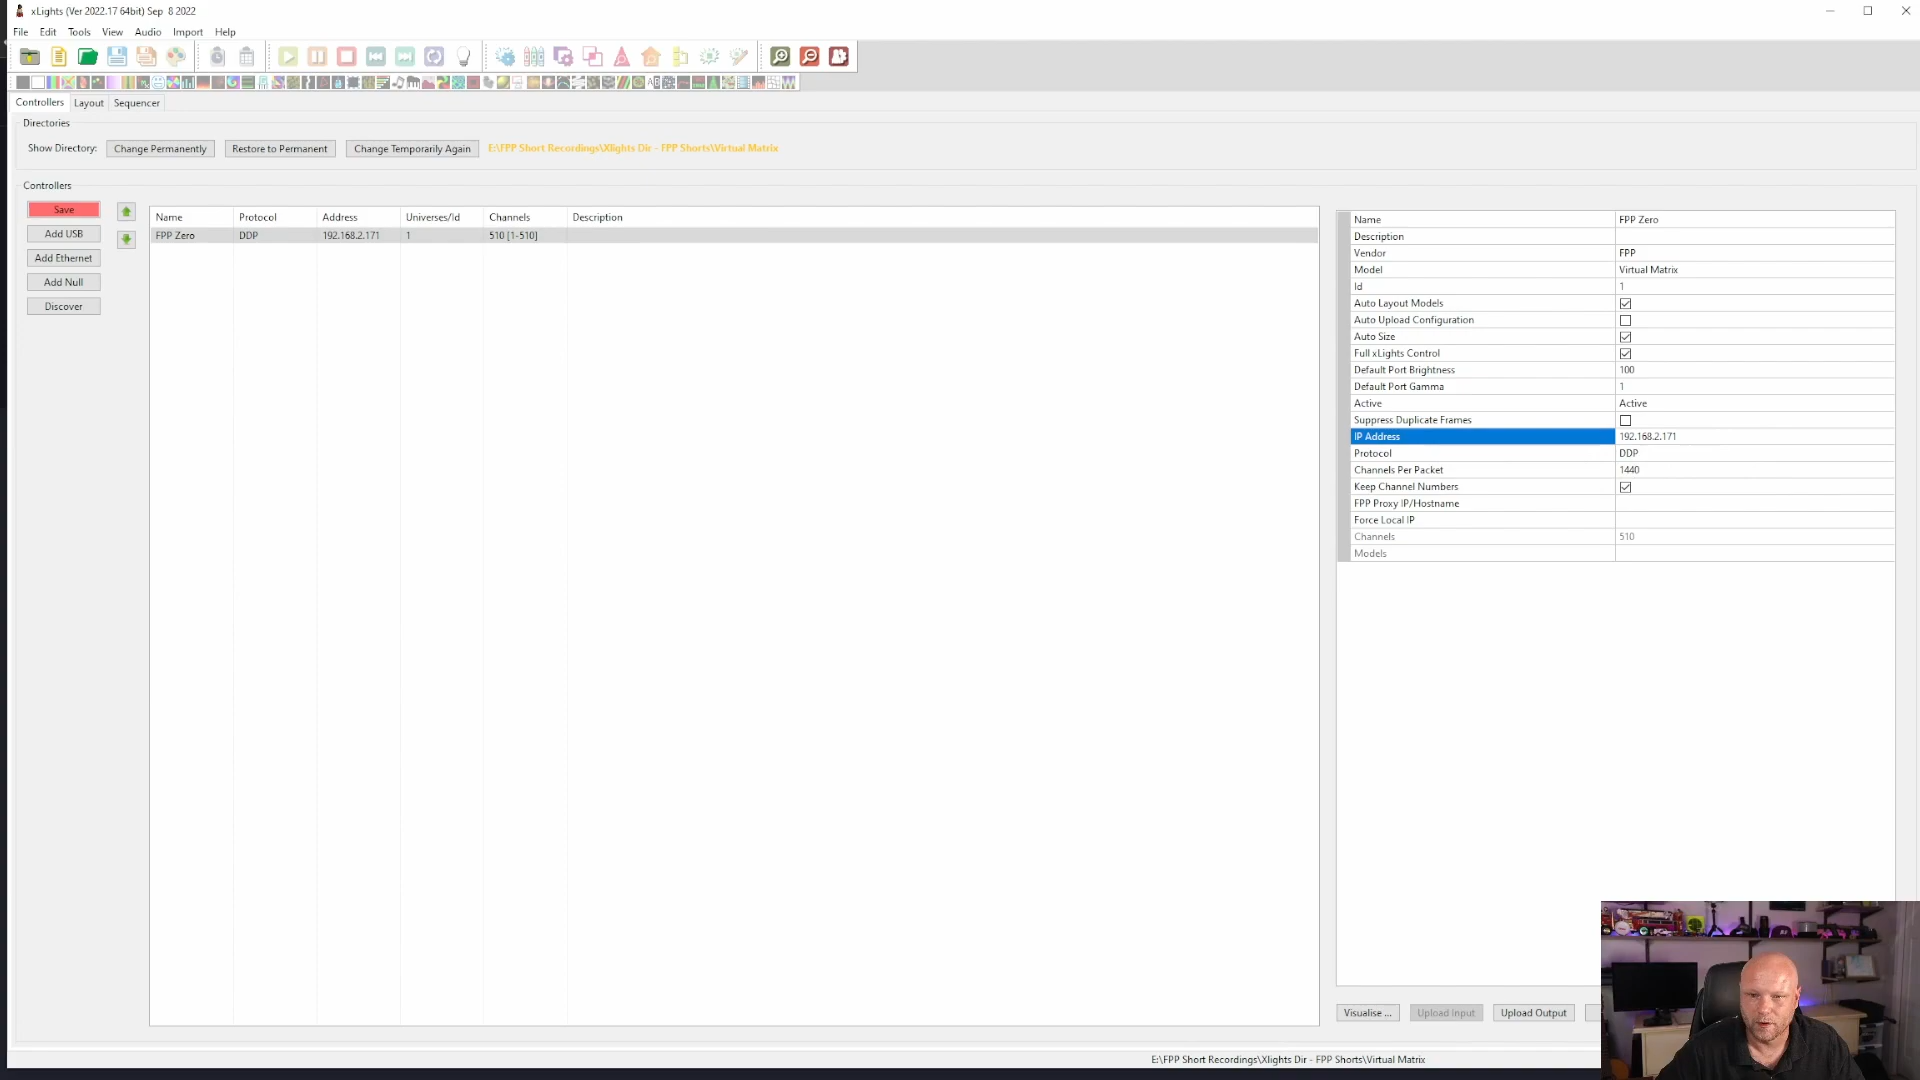 xLights (Ver 2022.17 64bit) Sep 8 2022
File Edit Tools View Audio Import Help
Controllers Layout Sequencer
Directories
Show Directory: Change Permanently Restore to Permanent Change Temporarily Again E:\FPP Short Recordings\Xlights Dir - FPP Shorts\Virtual Matrix
Controllers
Save
Add USB
Add Ethernet
Add Null
Discover
Name Protocol Address Universes/Id Channels Description
FPP Zero DDP 192.168.2.171 1 510 [1-510]
Name FPP Zero
Description
Vendor FPP
Model Virtual Matrix
Id 1
Auto Layout Models
Auto Upload Configuration
Auto Size
Full xLights Control
Default Port Brightness 100
Default Port Gamma 1
Active Active
Suppress Duplicate Frames
IP Address 192.168.2.171
Protocol DDP
Channels Per Packet 1440
Keep Channel Numbers
FPP Proxy IP/Hostname
Force Local IP
Channels 510
Models
Visualise ... Upload Input Upload Output
E:\FPP Short Recordings\Xlights Dir - FPP Shorts\Virtual Matrix